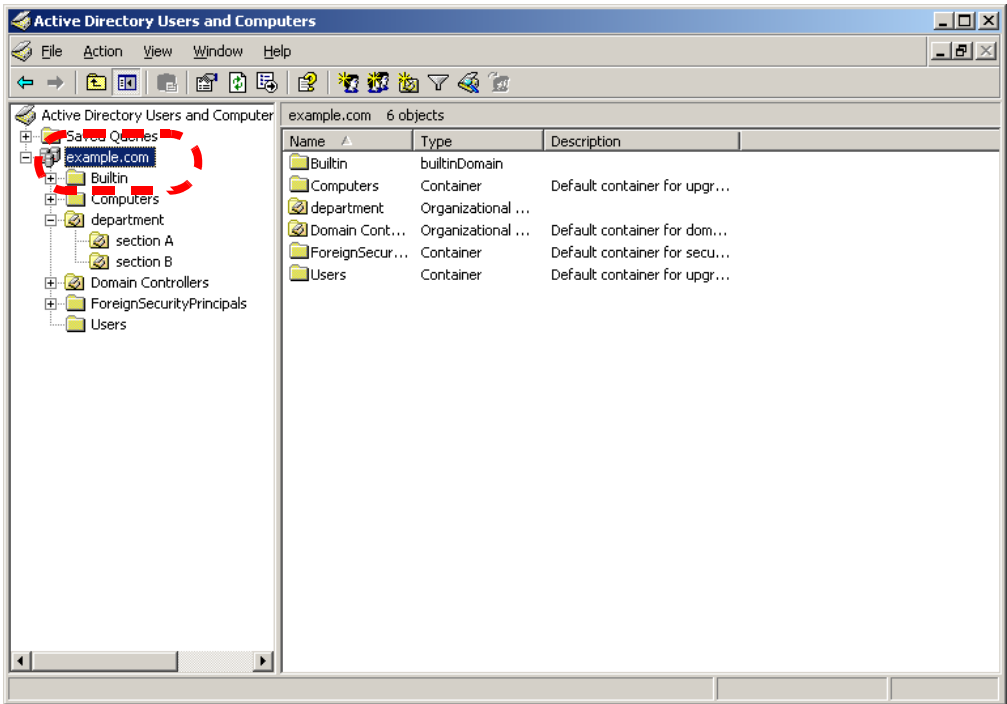 Active Directory Users and Computers
File Action View Window Help
Active Directory Users and Computer
Saved Queries
example.com
Builtin
Computers
department
section A
section B
Domain Controllers
ForeignSecurityPrincipals
Users
example.com 6 objects
Name Type Description
Builtin builtinDomain
Computers Container Default container for upgr...
department Organizational ...
Domain Cont... Organizational ... Default container for dom...
ForeignSecur... Container Default container for secu...
Users Container Default container for upgr...